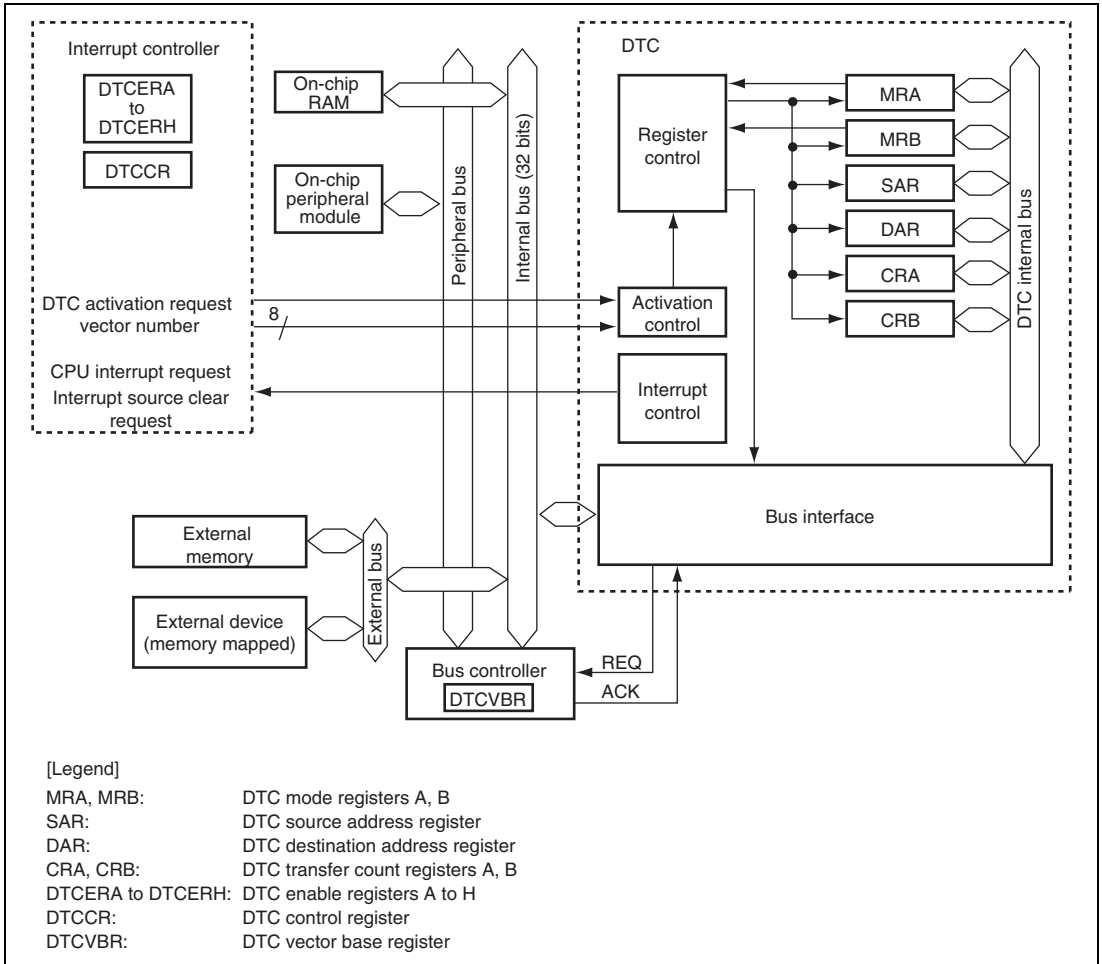 Interrupt controller
DTCERA
to
DTCERH
DTCCR
DTC activation request
vector number
8
CPU interrupt request
Interrupt source clear
request
On-chip
RAM
On-chip
peripheral
module
Peripheral bus
Internal bus (32 bits)
External
memory
External device
(memory mapped)
External bus
Bus controller
DTCVBR
REQ
ACK
DTC
Register
control
Activation
control
Interrupt
control
MRA
MRB
SAR
DAR
CRA
CRB
DTC internal bus
Bus interface
[Legend]
MRA, MRB: DTC mode registers A, B
SAR: DTC source address register
DAR: DTC destination address register
CRA, CRB: DTC transfer count registers A, B
DTCERA to DTCERH: DTC enable registers A to H
DTCCR: DTC control register
DTCVBR: DTC vector base register